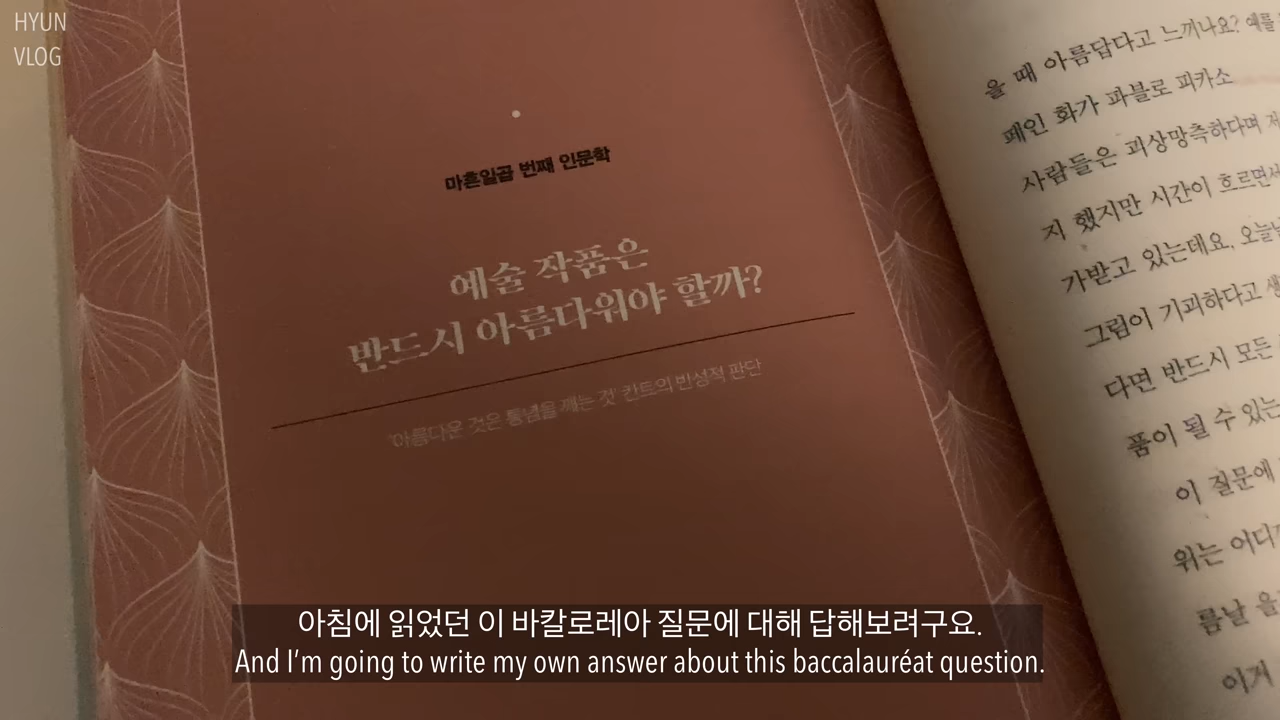 HYUN
VLOG
마흔일곱 번째 인문학
예술 작품은
반드시 아름다워야 할까?
'아름다운 것은 통념을 깨는 것' 칸트의 반성적 판단
을 때 아름답다고 느끼나요? 예를
페인 화가 파블로 피카소
사람들은 괴상망측하다며
지 했지만 시간이 흐르면서
가받고 있는데요, 오늘날
그림이 기괴하다고
다면 반드시 모든
품이 될 수 있는
이 질문에
위는
름날 을
이게
아침에 읽었던 이 바칼로레아 질문에 대해 답해보려구요.
And I'm going to write my own answer about this baccalauréat question.